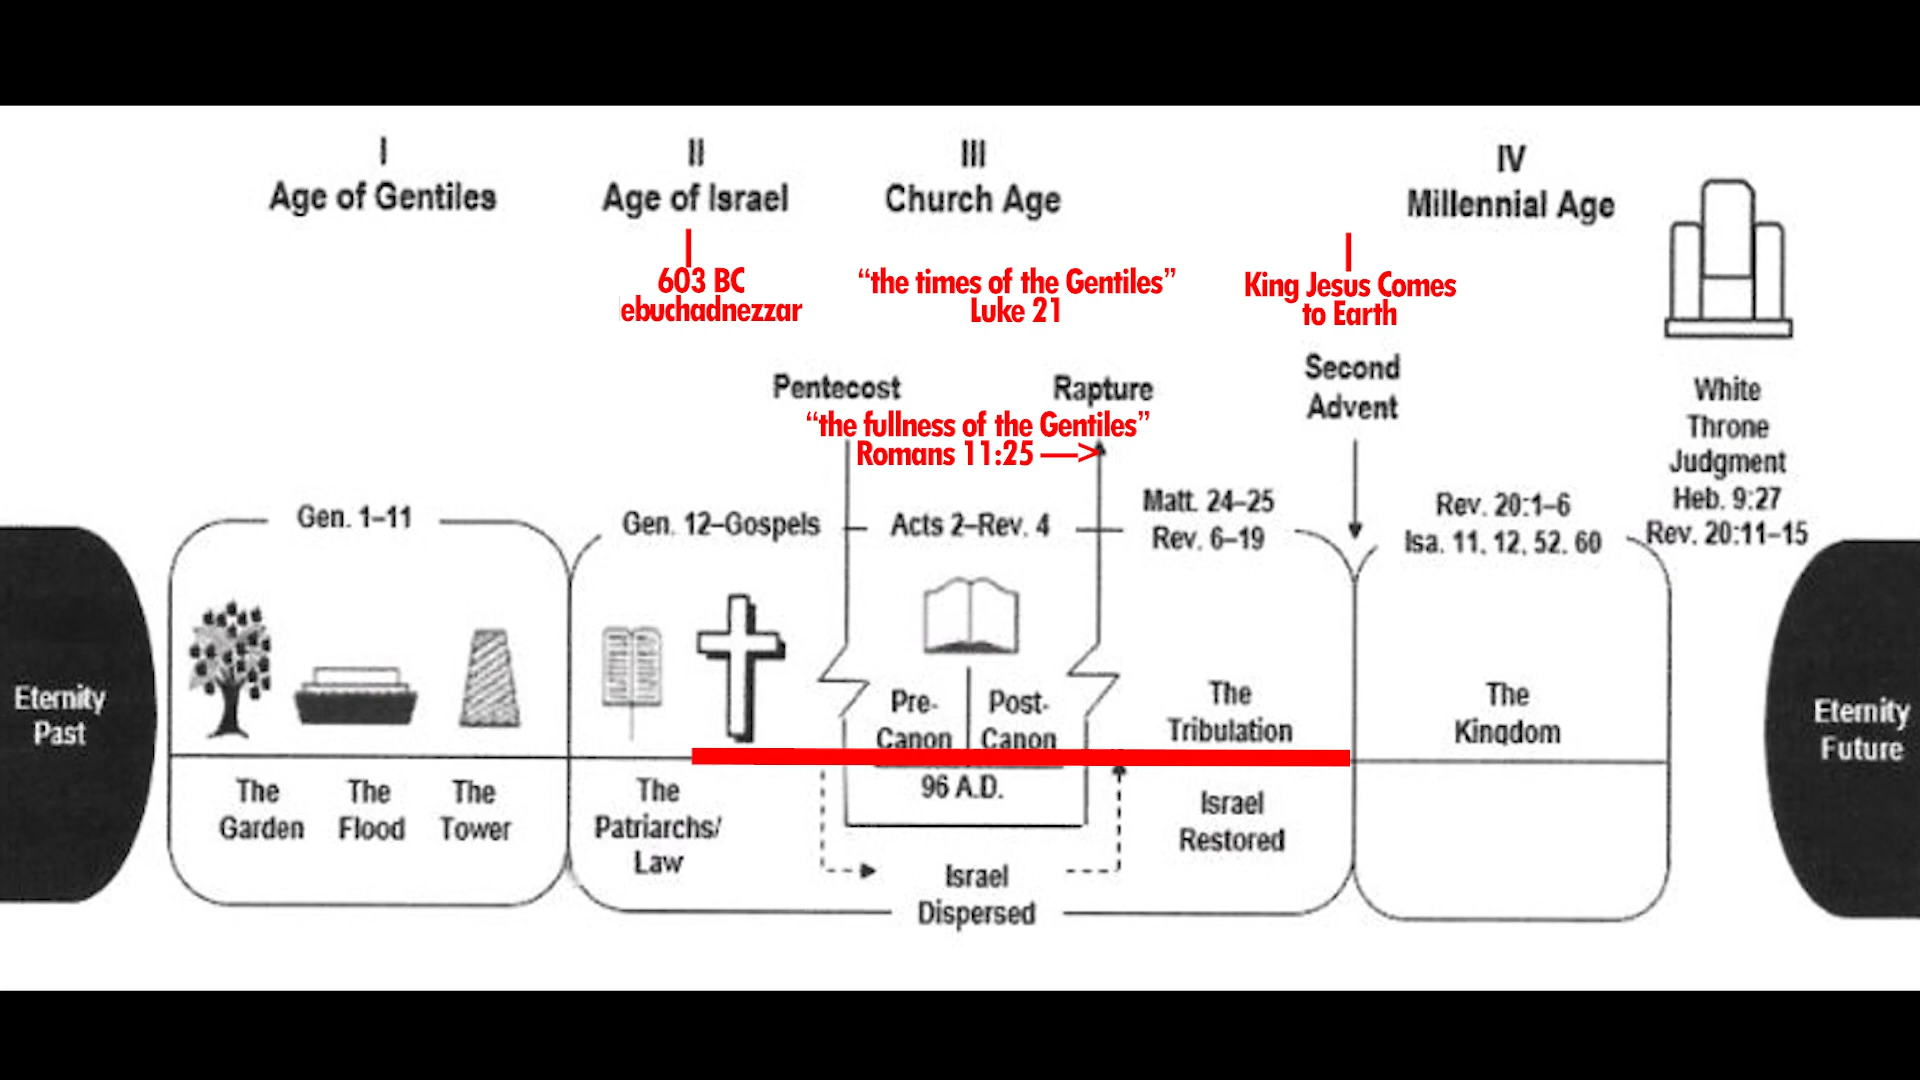 I
Age of Gentiles
II
Age of Israel
III
Church Age
IV
Millennial Age
603 BC
ebuchadnezzar
“the times of the Gentiles”
Luke 21
King Jesus Comes
to Earth
Second
Advent
Pentecost
Rapture
“the fullness of the Gentiles”
Romans 11:25 —>
White
Throne
Judgment
Heb. 9:27
Rev. 20:11–15
Gen. 1–11
Gen. 12–Gospels
Acts 2–Rev. 4
Matt. 24–25
Rev. 6–19
Rev. 20:1–6
Isa. 11, 12, 52, 60
Eternity
Past
Pre-
Canon
Post-
Canon
The
Tribulation
The
Kingdom
Eternity
Future
The
Garden
The
Flood
The
Tower
The
Patriarchs/
Law
96 A.D.
Israel
Restored
Israel
Dispersed